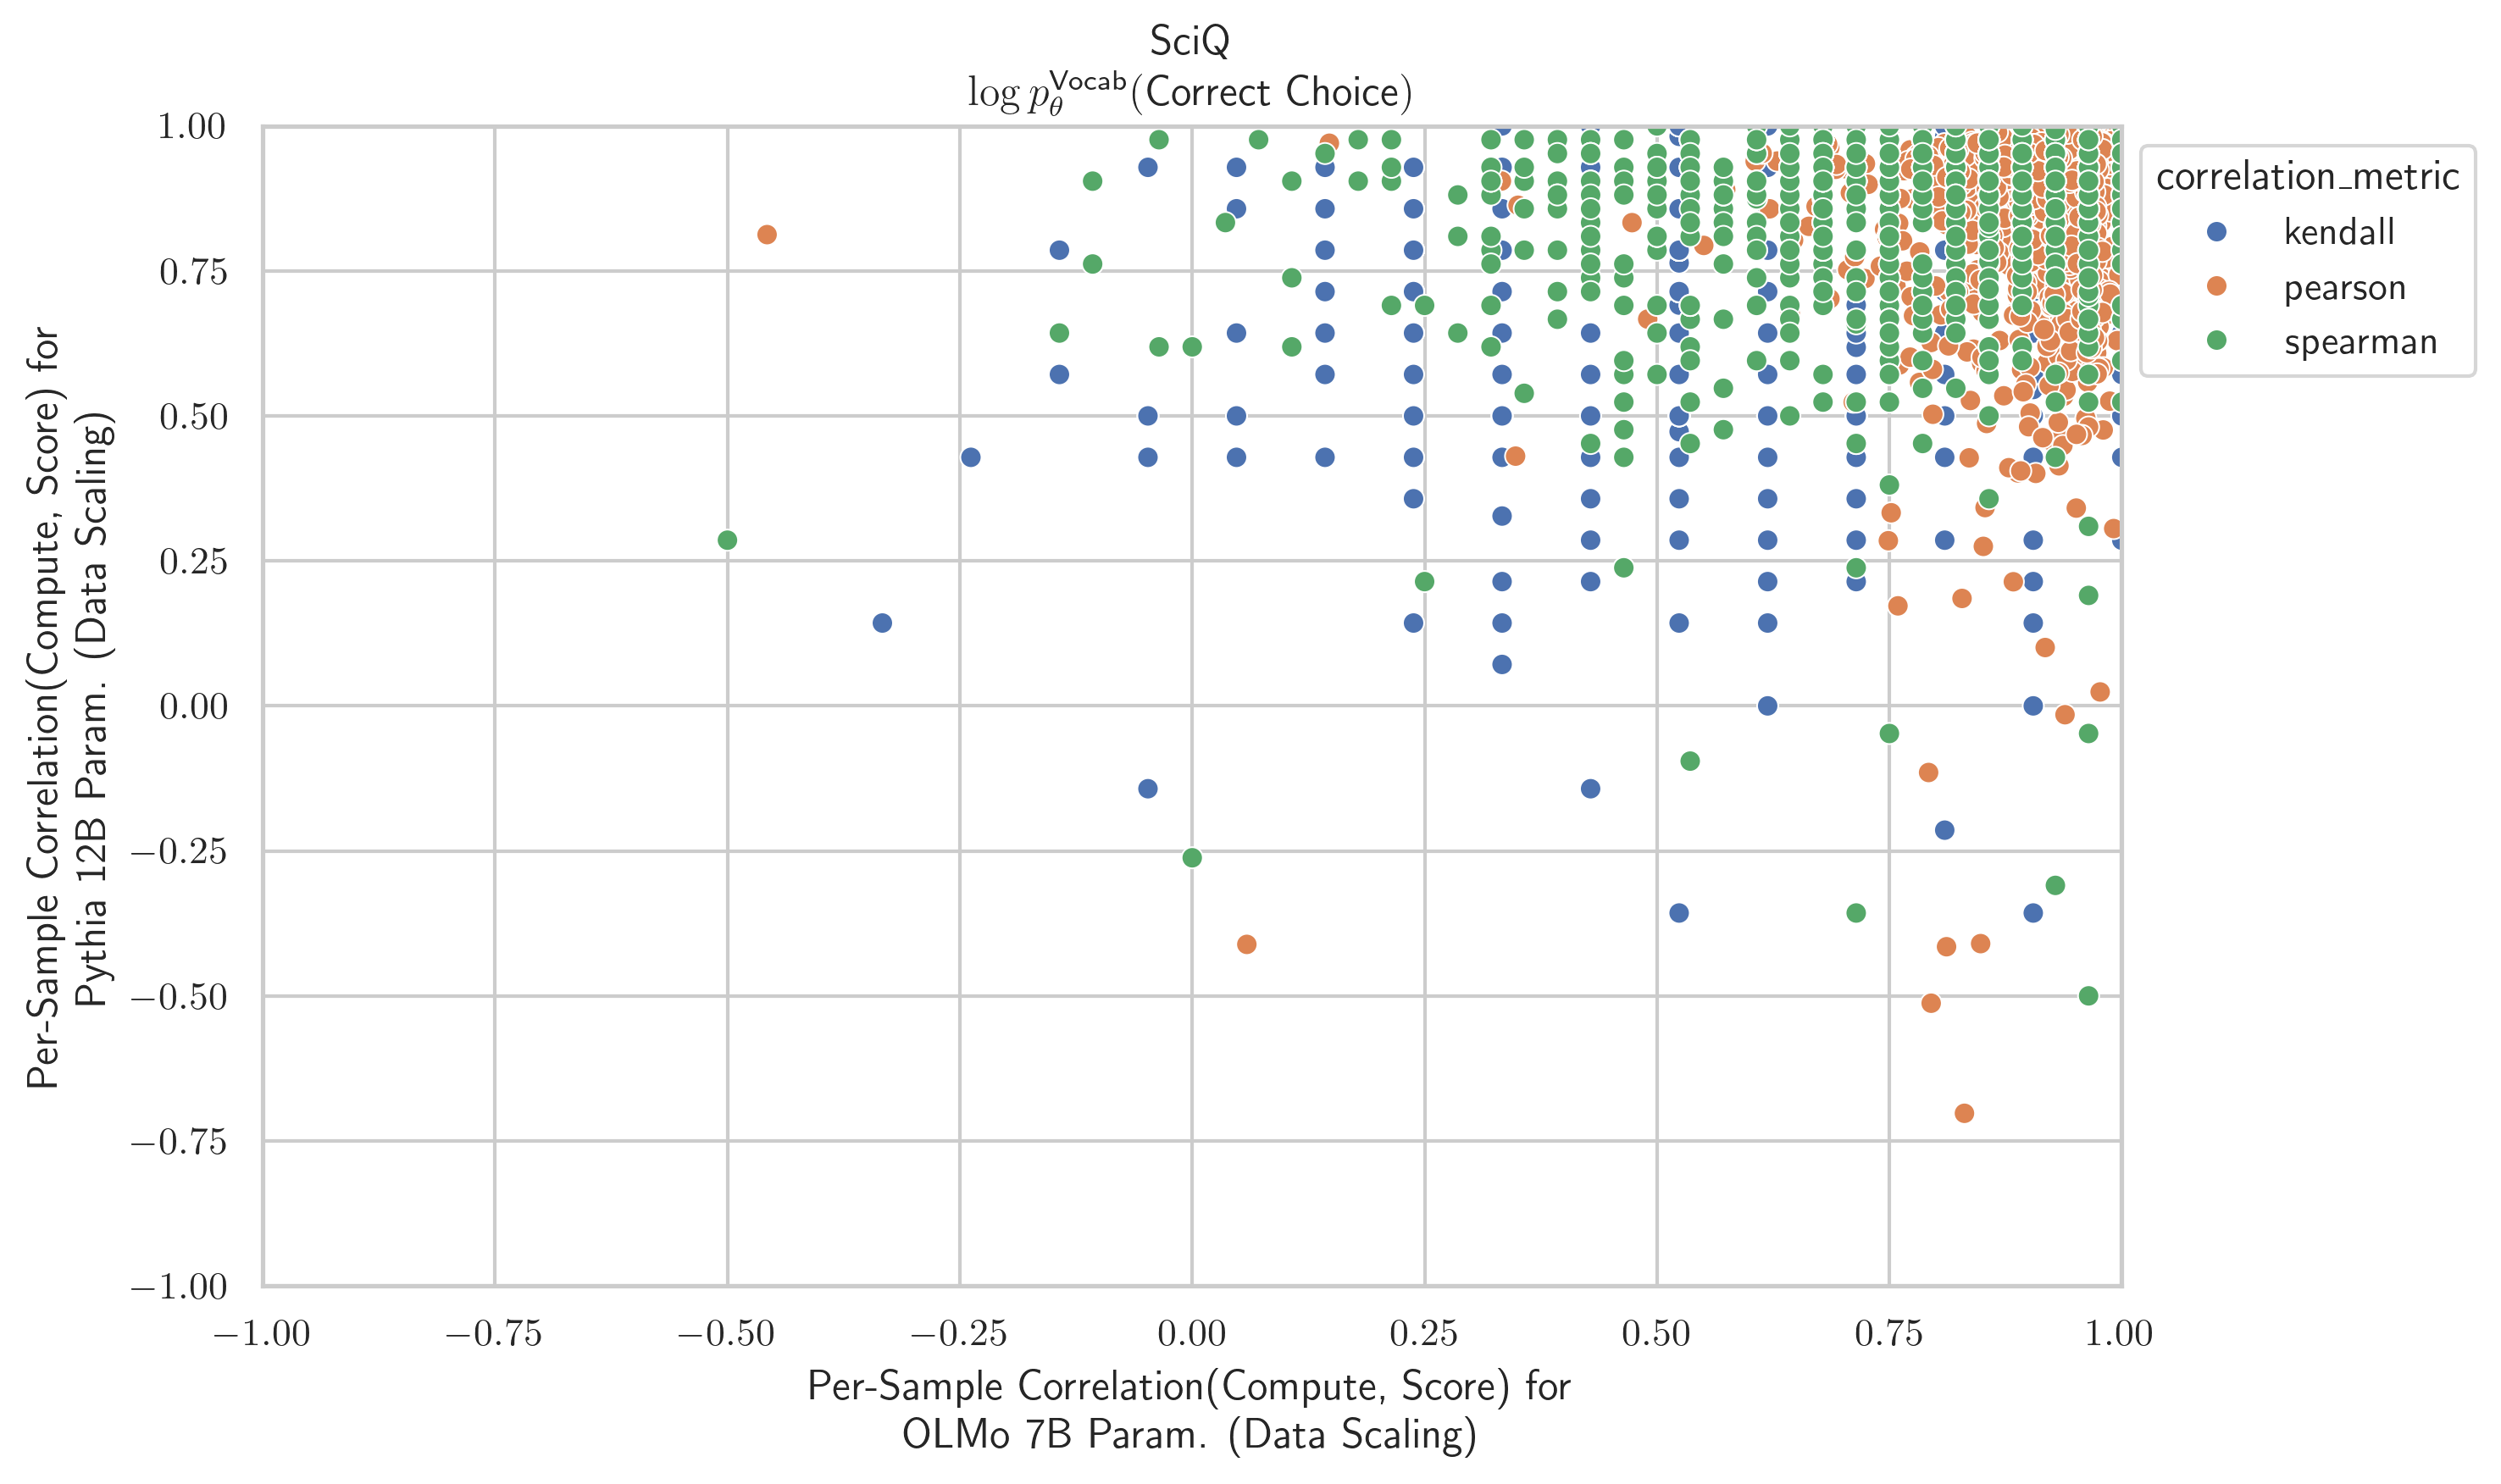 SciQ
log p_θ^Vocab(Correct Choice)
Per-Sample Correlation(Compute, Score) for
Pythia 12B Param. (Data Scaling)
1.00
0.75
0.50
0.25
0.00
−0.25
−0.50
−0.75
−1.00
−1.00
−0.75
−0.50
−0.25
0.00
0.25
0.50
0.75
1.00
Per-Sample Correlation(Compute, Score) for
OLMo 7B Param. (Data Scaling)
correlation_metric
kendall
pearson
spearman